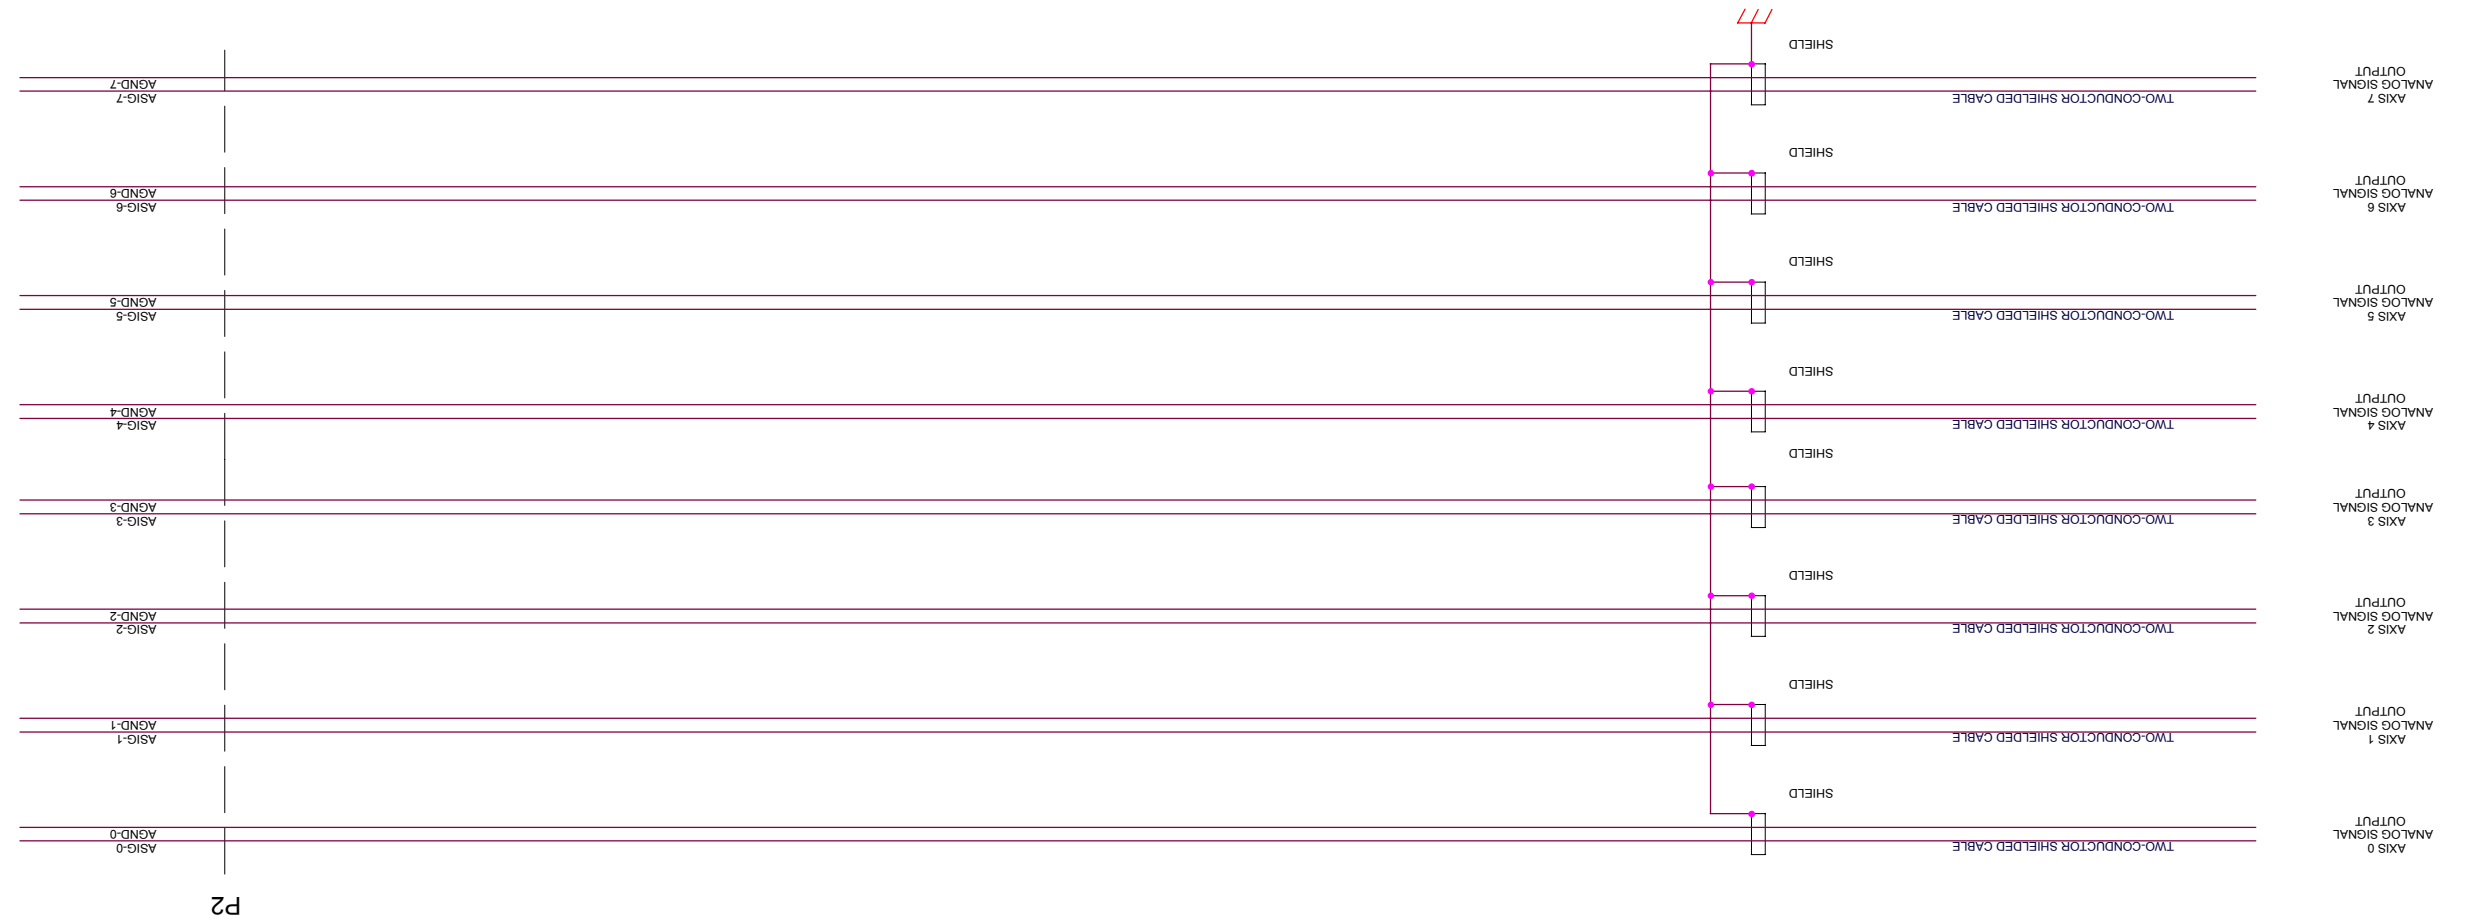 P2
AXIS 0
ANALOG SIGNAL
OUTPUT
TWO-CONDUCTOR SHIELDED CABLE
SHIELD
ASIG-0
AGND-0
AXIS 1
ANALOG SIGNAL
OUTPUT
TWO-CONDUCTOR SHIELDED CABLE
SHIELD
ASIG-1
AGND-1
AXIS 2
ANALOG SIGNAL
OUTPUT
TWO-CONDUCTOR SHIELDED CABLE
SHIELD
ASIG-2
AGND-2
AXIS 3
ANALOG SIGNAL
OUTPUT
TWO-CONDUCTOR SHIELDED CABLE
SHIELD
ASIG-3
AGND-3
AXIS 4
ANALOG SIGNAL
OUTPUT
TWO-CONDUCTOR SHIELDED CABLE
SHIELD
ASIG-4
AGND-4
AXIS 5
ANALOG SIGNAL
OUTPUT
TWO-CONDUCTOR SHIELDED CABLE
SHIELD
ASIG-5
AGND-5
AXIS 6
ANALOG SIGNAL
OUTPUT
TWO-CONDUCTOR SHIELDED CABLE
SHIELD
ASIG-6
AGND-6
AXIS 7
ANALOG SIGNAL
OUTPUT
TWO-CONDUCTOR SHIELDED CABLE
SHIELD
ASIG-7
AGND-7